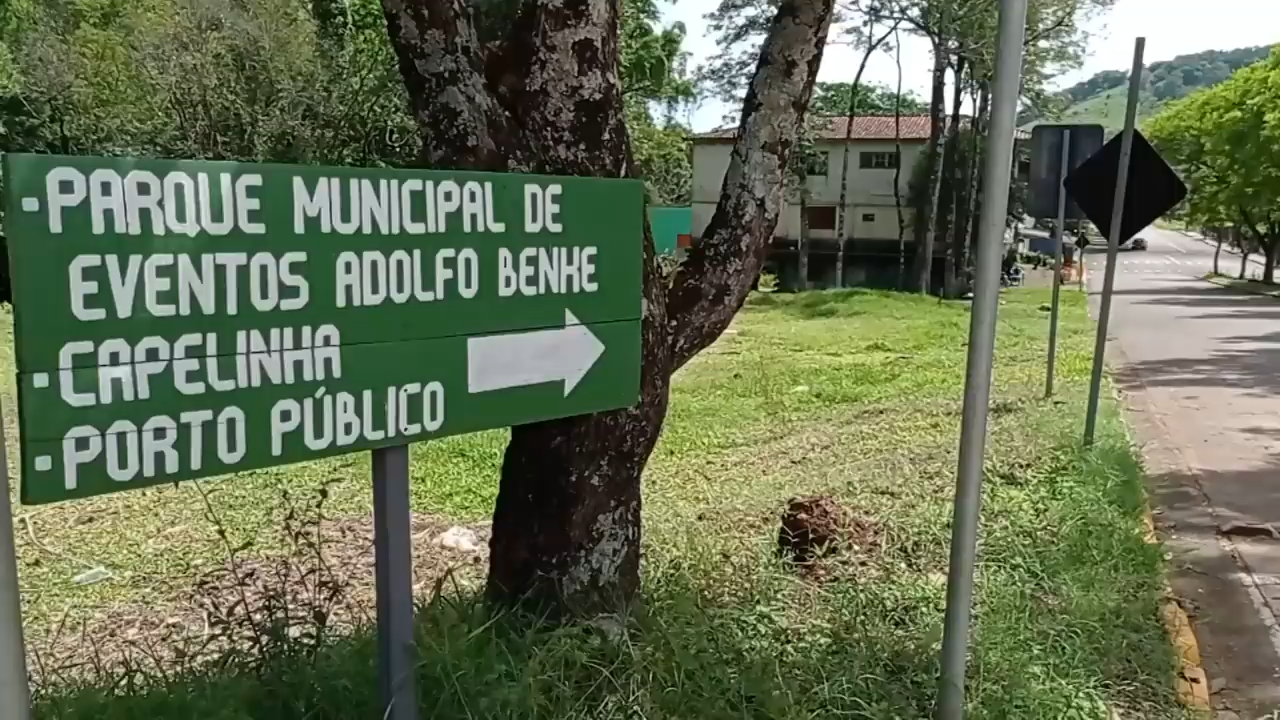 -PARQUE MUNICIPAL DE
EVENTOS ADOLFO BENKE
-CAPELINHA
-PORTO PÚBLICO